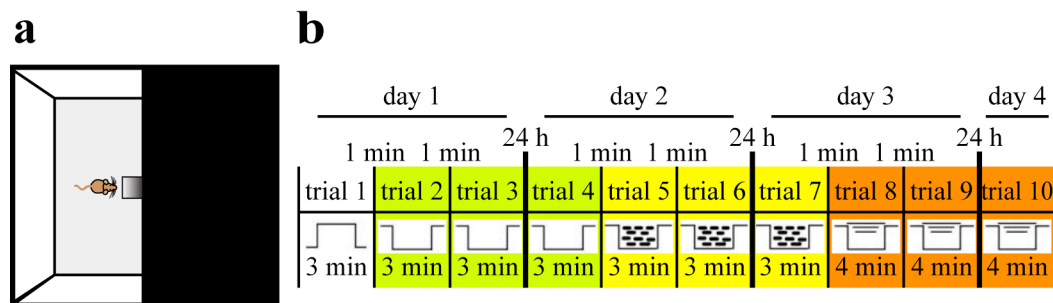 a
b
day 1 day 2 day 3 day 4
24 h 24 h 24 h
1 min 1 min 1 min 1 min 1 min 1 min
trial 1 trial 2 trial 3 trial 4 trial 5 trial 6 trial 7 trial 8 trial 9 trial 10
3 min 3 min 3 min 3 min 3 min 3 min 3 min 4 min 4 min 4 min